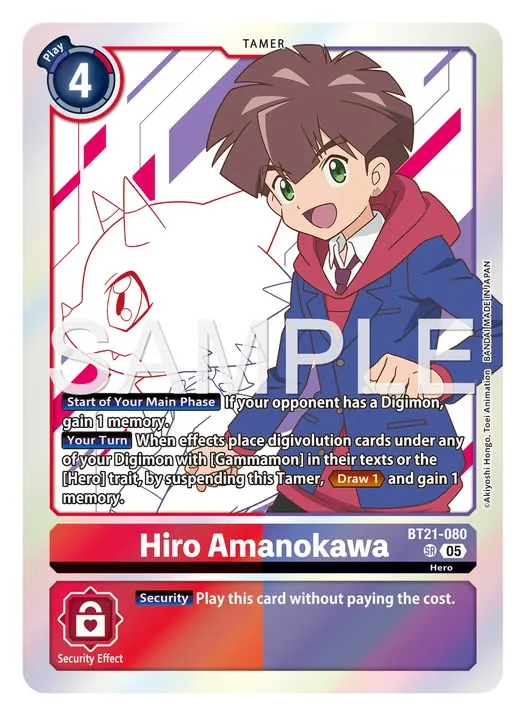 TAMER
Play
4
SAMPLE
Start of Your Main Phase If your opponent has a Digimon,
gain 1 memory.
Your Turn When effects place digivolution cards under any
of your Digimon with [Gammamon] in their texts or the
[Hero] trait, by suspending this Tamer, Draw 1 and gain 1
memory.
©Akiyoshi Hongo. Toei Animation BANDAI MADE IN JAPAN
Hiro Amanokawa
BT21-080
SR 05
Hero
Security Play this card without paying the cost.
Security Effect